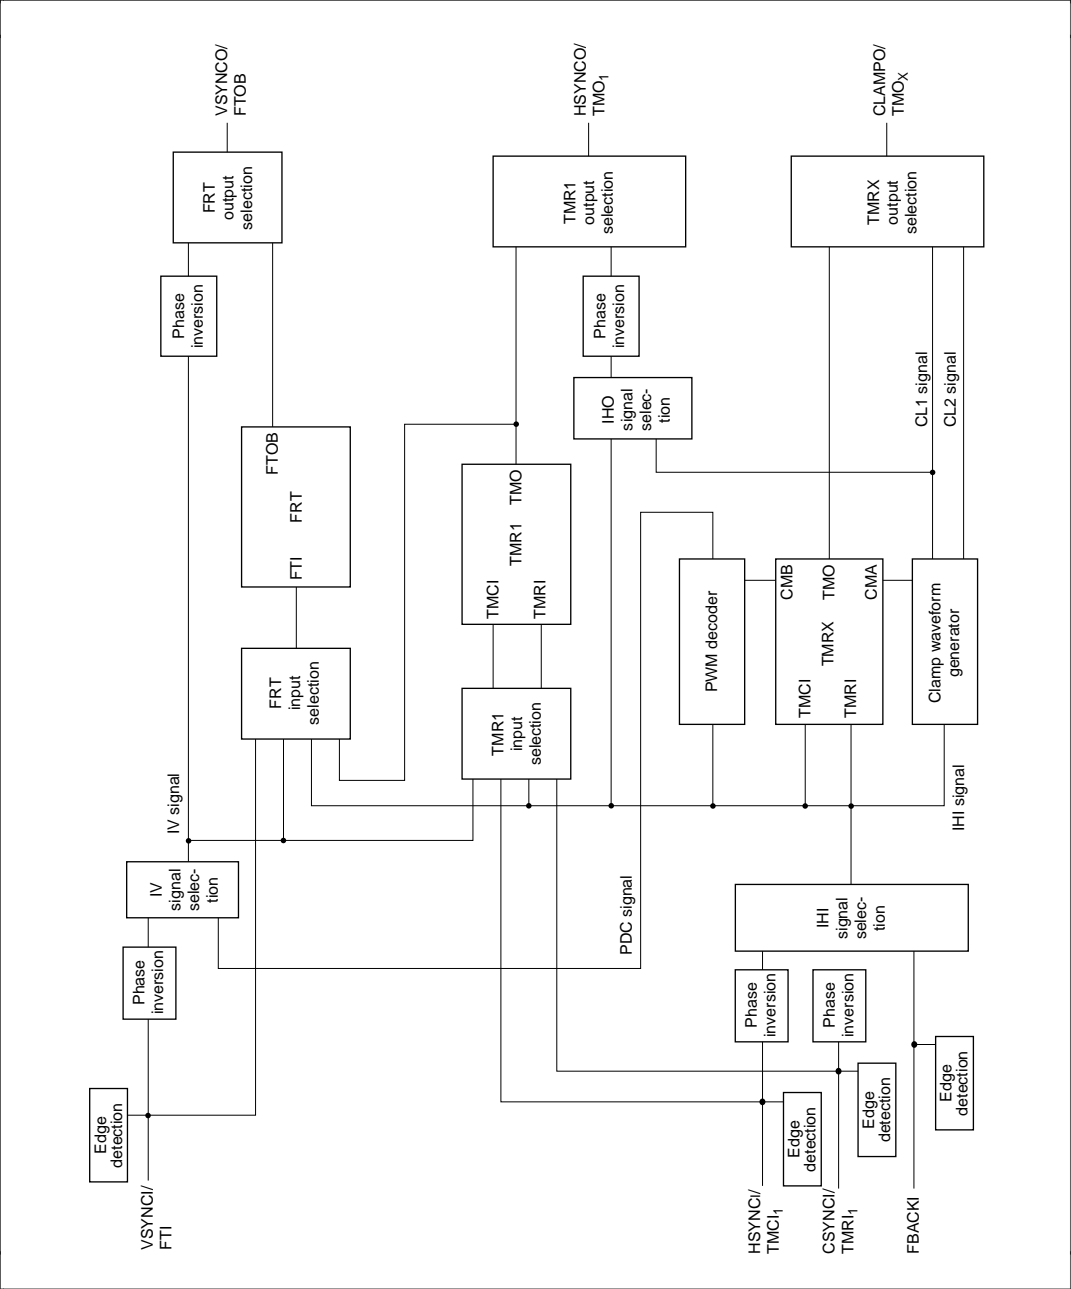 VSYNCI/
FTI
Edge
detection
Phase
inversion
IV
signal
selec-
tion
IV signal
Phase
inversion
FRT
output
selection
VSYNCO/
FTOB
FRT
input
selection
FTI
FRT
FTOB
TMR1
input
selection
TMCI
TMRI
TMR1
TMO
IHO
signal
selec-
tion
Phase
inversion
TMR1
output
selection
HSYNCO/
TMO1
PDC signal
PWM decoder
TMCI
TMRI
TMRX
CMB
TMO
CMA
Clamp waveform
generator
IHI signal
CL1 signal
CL2 signal
TMRX
output
selection
CLAMPO/
TMOX
HSYNCI/
TMCI1
Edge
detection
Phase
inversion
CSYNCI/
TMRI1
Edge
detection
Phase
inversion
FBACKI
Edge
detection
IHI
signal
selec-
tion